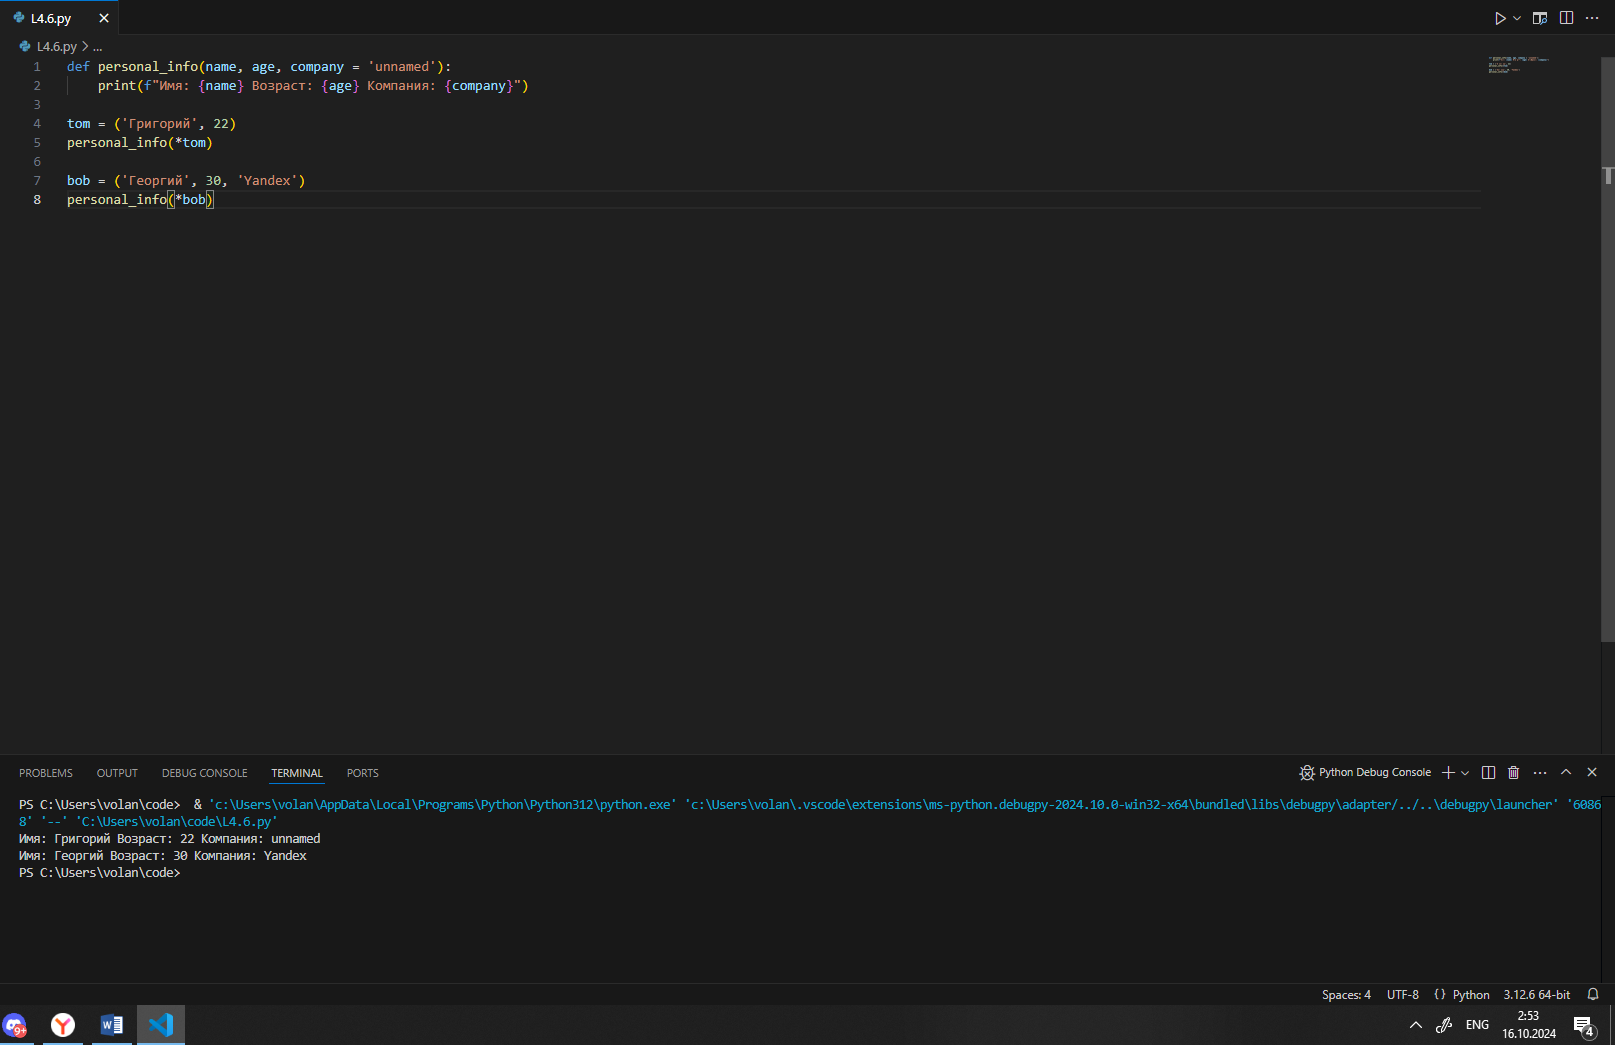 L4.6.py
L4.6.py > ...
1 def personal_info(name, age, company = 'unnamed'):
2     print(f"Имя: {name} Возраст: {age} Компания: {company}")
3
4 tom = ('Григорий', 22)
5 personal_info(*tom)
6
7 bob = ('Георгий', 30, 'Yandex')
8 personal_info(*bob)
PROBLEMS OUTPUT DEBUG CONSOLE TERMINAL PORTS Python Debug Console
PS C:\Users\volan\code>  & 'c:\Users\volan\AppData\Local\Programs\Python\Python312\python.exe' 'c:\Users\volan\.vscode\extensions\ms-python.debugpy-2024.10.0-win32-x64\bundled\libs\debugpy\adapter/../..\debugpy\launcher' '6086
8' '--' 'C:\Users\volan\code\L4.6.py'
Имя: Григорий Возраст: 22 Компания: unnamed
Имя: Георгий Возраст: 30 Компания: Yandex
PS C:\Users\volan\code>
Spaces: 4 UTF-8 {} Python 3.12.6 64-bit
9+ Y W ENG 2:53
16.10.2024 4